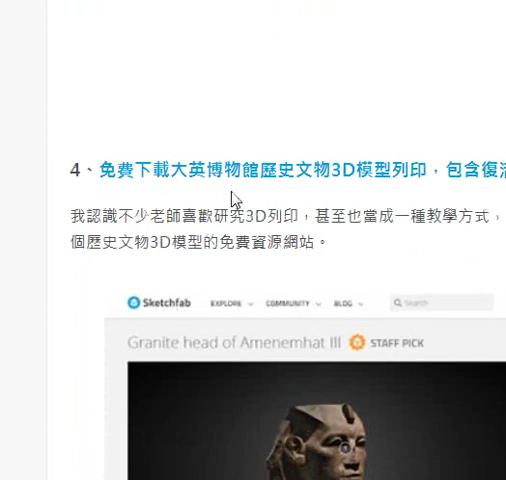 4、免費下載大英博物館歷史文物3D模型列印，包含復活
我認識不少老師喜歡研究3D列印，甚至也當成一種教學方式，
個歷史文物3D模型的免費資源網站。
Sketchfab EXPLORE COMMUNITY BLOG Search
Granite head of Amenemhat III STAFF PICK